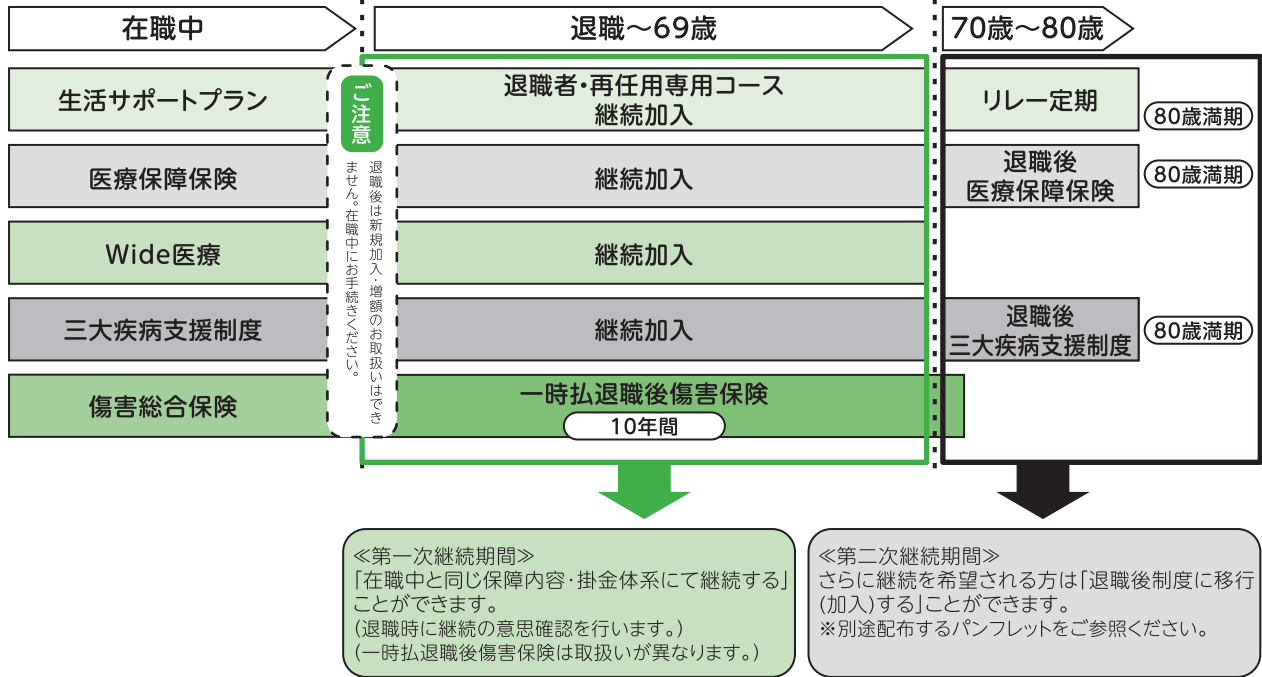 在職中
退職～69歳
70歳～80歳
生活サポートプラン
退職者・再任用専用コース
継続加入
リレー定期
80歳満期
医療保障保険
継続加入
退職後
医療保障保険
80歳満期
Wide医療
継続加入
三大疾病支援制度
継続加入
退職後
三大疾病支援制度
80歳満期
傷害総合保険
一時払退職後傷害保険
10年間
ご注意
退職後は新規加入・増額のお取扱いはでき
ません。在職中にお手続きください。
≪第一次継続期間≫
「在職中と同じ保障内容・掛金体系にて継続する」
ことができます。
(退職時に継続の意思確認を行います。)
(一時払退職後傷害保険は取扱いが異なります。)
≪第二次継続期間≫
さらに継続を希望される方は「退職後制度に移行
(加入)する」ことができます。
※別途配布するパンフレットをご参照ください。